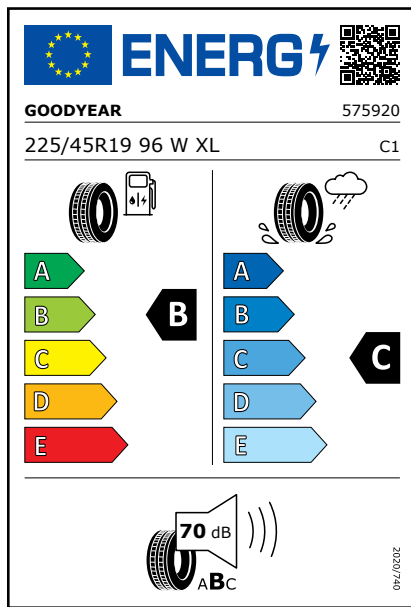 ENERG
GOODYEAR 575920
225/45R19 96 W XL C1
A A
B B B
C C C
D D
E E
70 dB
ABC
2020/740